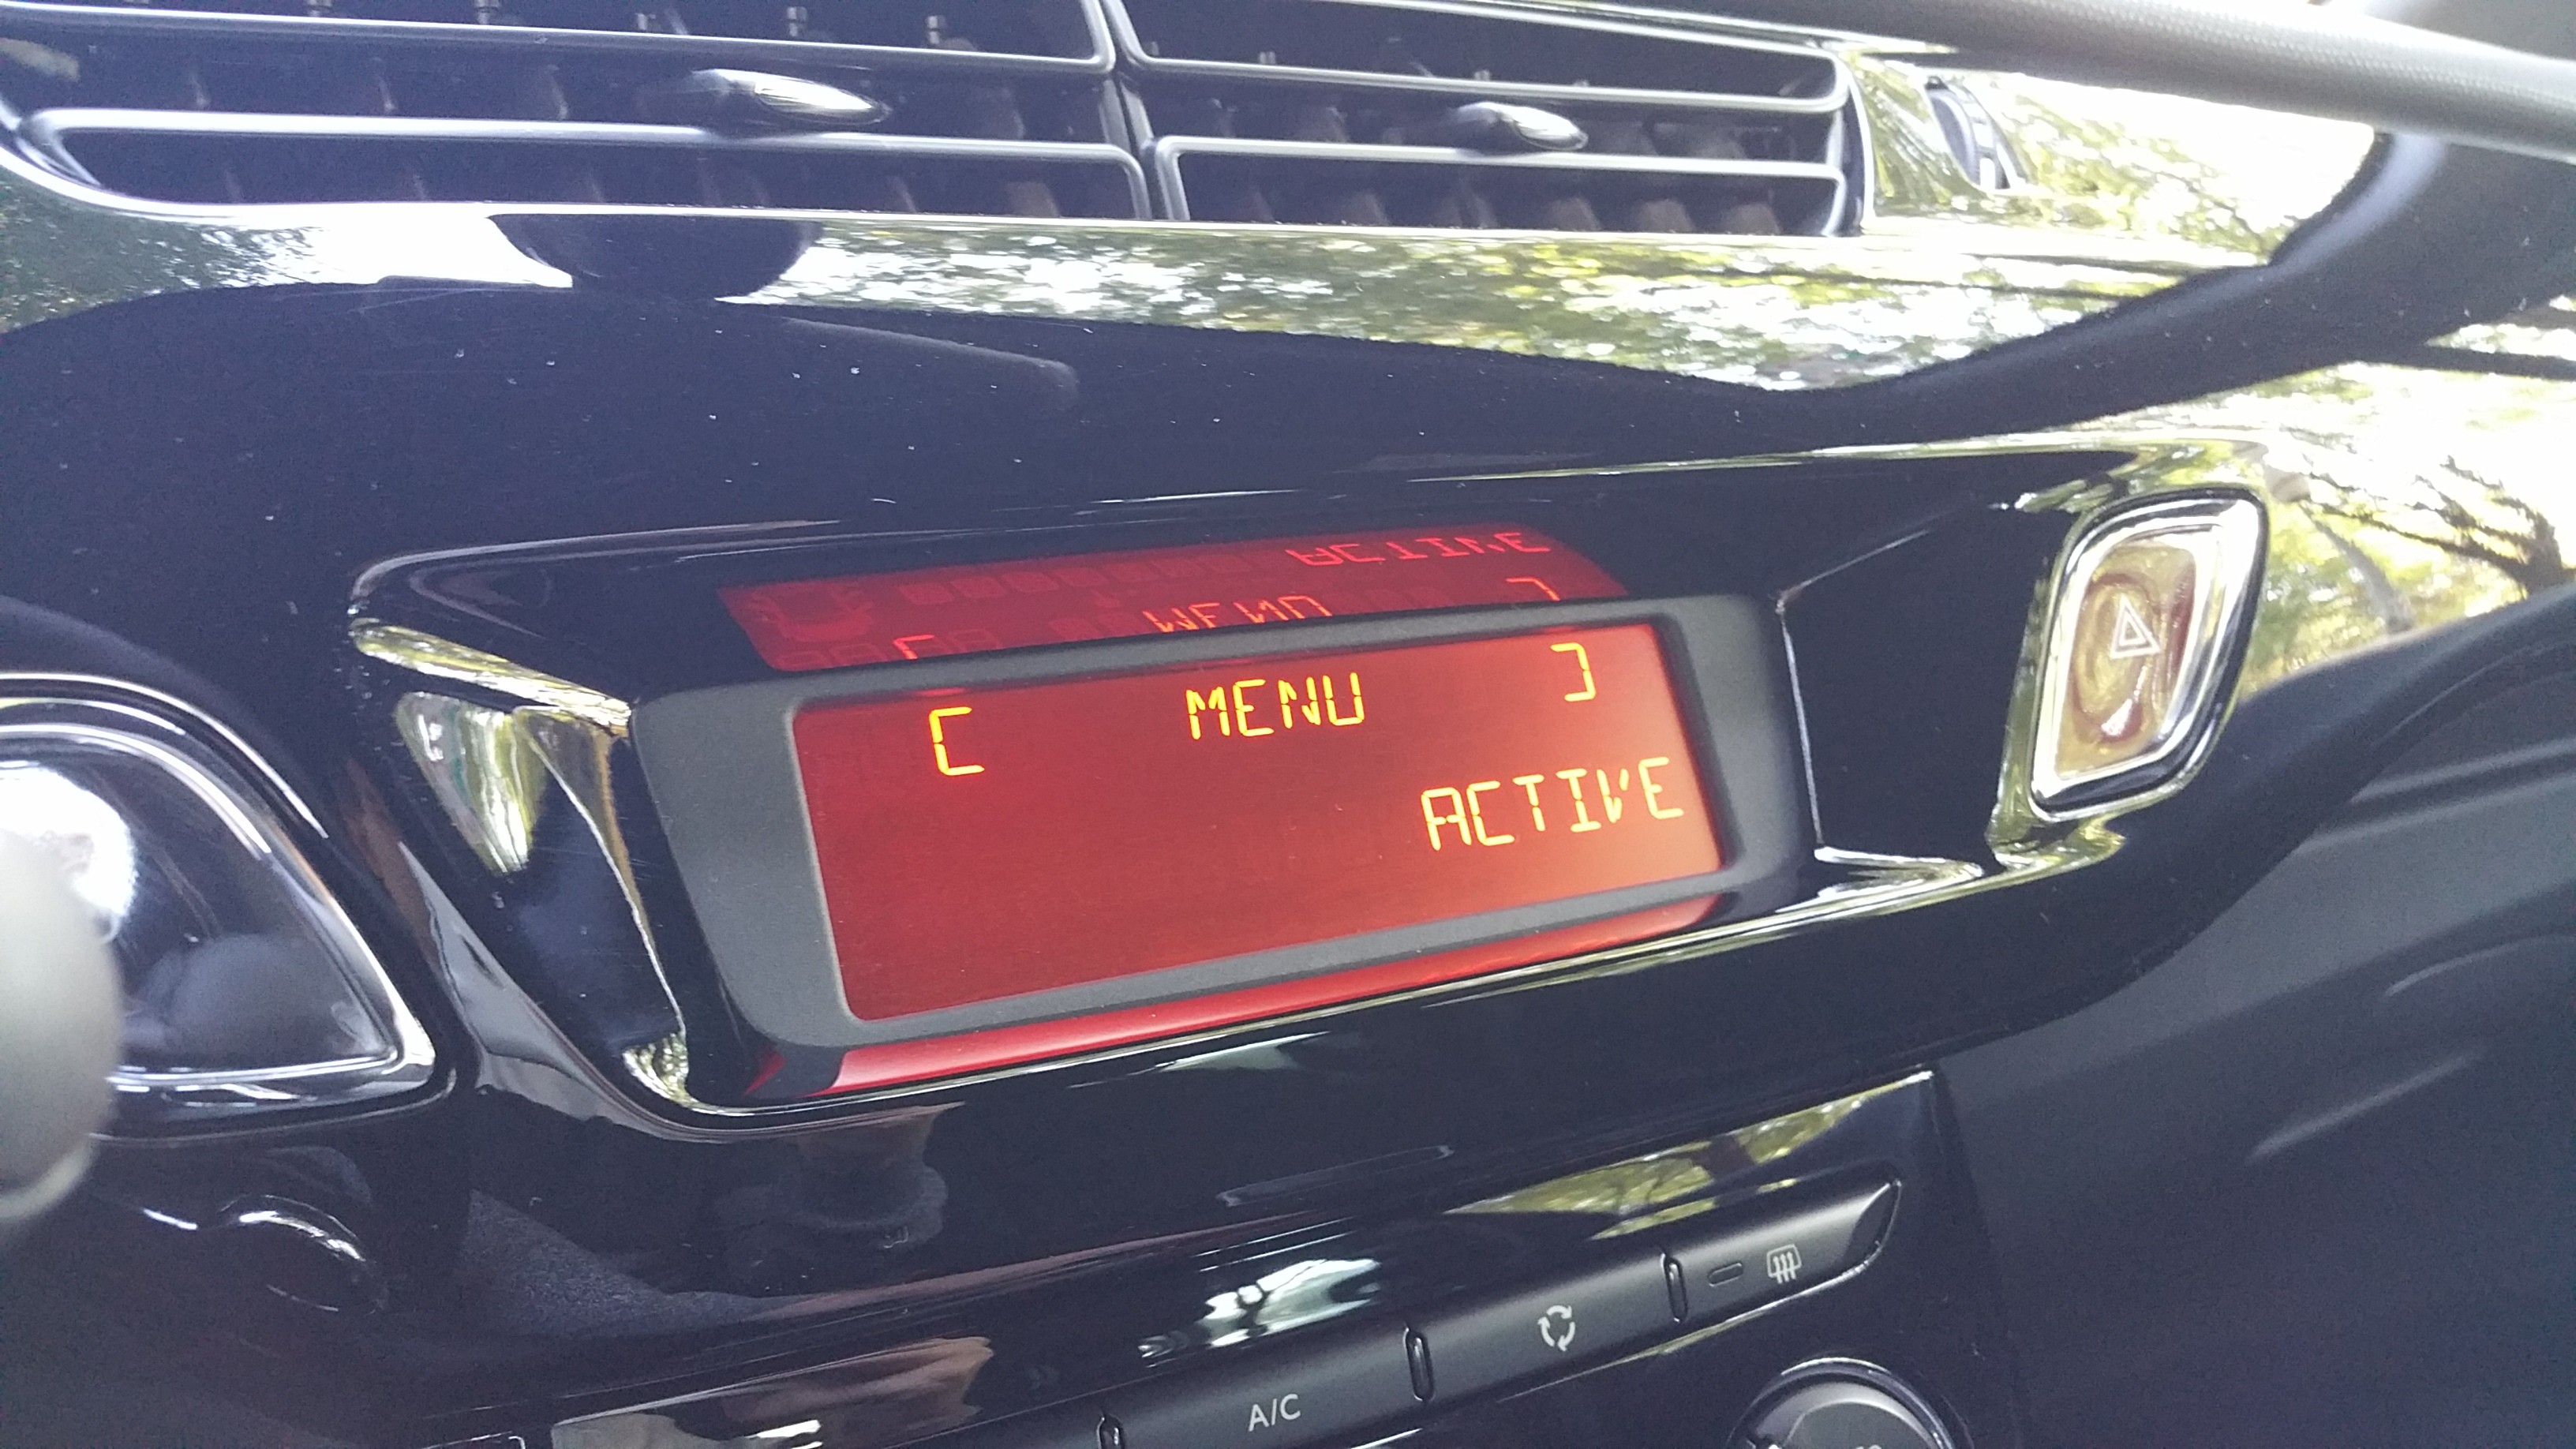 [ MENU ]
ACTIVE
A/C